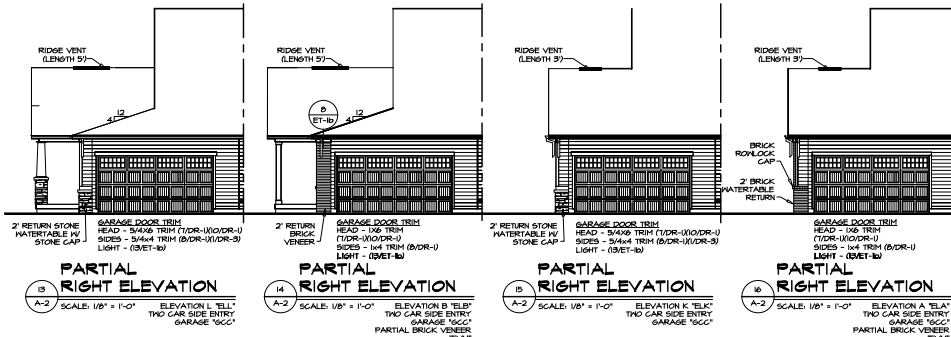 RIDGE VENT
(LENGTH 5')
12
4
2' RETURN STONE
WATERTABLE W/
STONE CAP
GARAGE DOOR TRIM
HEAD - 5/4X6 TRIM (7/DR-1)(10/DR-1)
SIDES - 5/4x4 TRIM (8/DR-1)(1/DR-3)
LIGHT - (13/ET-1b)
PARTIAL
RIGHT ELEVATION
13
A-2
SCALE: 1/8" = 1'-0"
ELEVATION L "ELL"
TWO CAR SIDE ENTRY
GARAGE "GCC"
RIDGE VENT
(LENGTH 5')
8
ET-1b
12
4
2' RETURN
BRICK
VENEER
GARAGE DOOR TRIM
HEAD - 1X6 TRIM
(7/DR-1)(10/DR-1)
SIDES - 1x4 TRIM (8/DR-1)
LIGHT - (13/ET-1b)
PARTIAL
RIGHT ELEVATION
14
A-2
SCALE: 1/8" = 1'-0"
ELEVATION B "ELB"
TWO CAR SIDE ENTRY
GARAGE "GCC"
PARTIAL BRICK VENEER
RIDGE VENT
(LENGTH 3')
2' RETURN STONE
WATERTABLE W/
STONE CAP
GARAGE DOOR TRIM
HEAD - 5/4X6 TRIM (7/DR-1)(10/DR-1)
SIDES - 5/4x4 TRIM (8/DR-1)(1/DR-3)
LIGHT - (13/ET-1b)
PARTIAL
RIGHT ELEVATION
15
A-2
SCALE: 1/8" = 1'-0"
ELEVATION K "ELK"
TWO CAR SIDE ENTRY
GARAGE "GCC"
RIDGE VENT
(LENGTH 3')
BRICK
ROWLOCK
CAP
2' BRICK
WATERTABLE
RETURN
GARAGE DOOR TRIM
HEAD - 1X6 TRIM
(7/DR-1)(10/DR-1)
SIDES - 1x4 TRIM (8/DR-1)
LIGHT - (13/ET-1b)
PARTIAL
RIGHT ELEVATION
16
A-2
SCALE: 1/8" = 1'-0"
ELEVATION A "ELA"
TWO CAR SIDE ENTRY
GARAGE "GCC"
PARTIAL BRICK VENEER